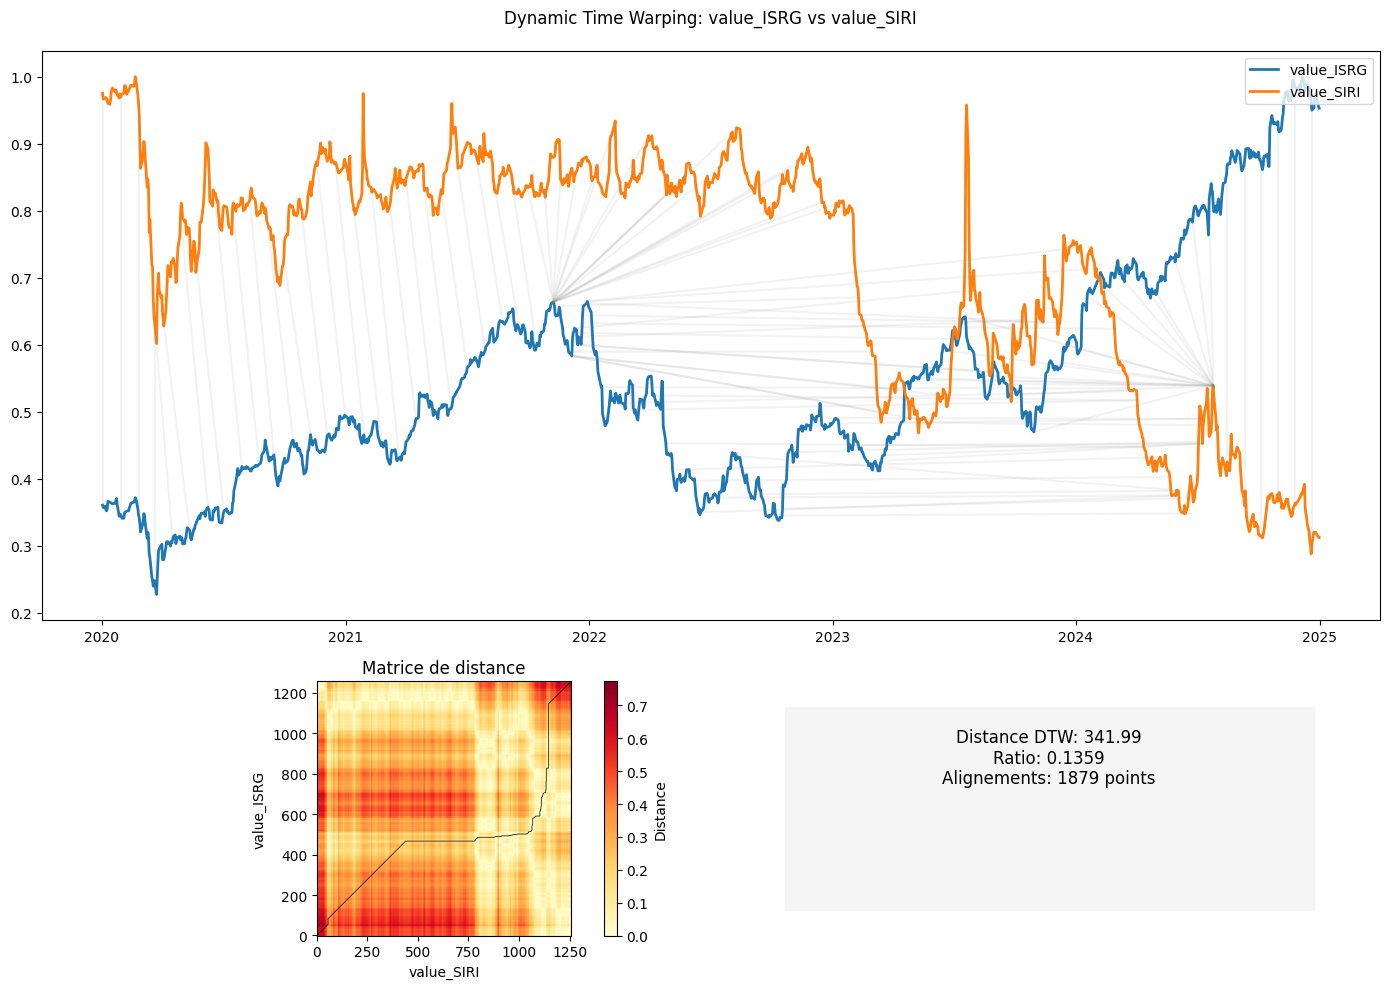 Dynamic Time Warping: value_ISRG vs value_SIRI
value_ISRG
value_SIRI
1.0
0.9
0.8
0.7
0.6
0.5
0.4
0.3
0.2
2020 2021 2022 2023 2024 2025
Matrice de distance
value_ISRG
1200
1000
800
600
400
200
0
0 250 500 750 1000 1250
value_SIRI
0.7
0.6
0.5
0.4
0.3
0.2
0.1
0.0
Distance
Distance DTW: 341.99
Ratio: 0.1359
Alignements: 1879 points